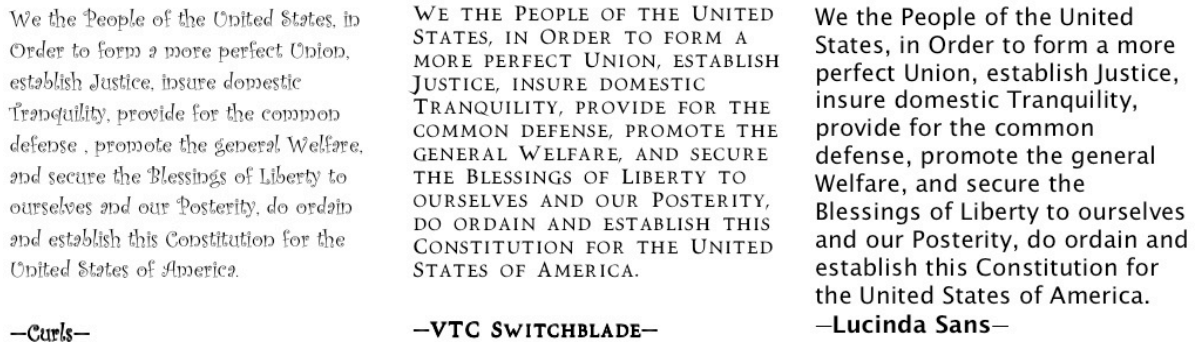 We the People of the United States, in
Order to form a more perfect Union,
establish Justice, insure domestic
Tranquility, provide for the common
defense , promote the general Welfare,
and secure the Blessings of Liberty to
ourselves and our Posterity, do ordain
and establish this Constitution for the
United States of America.
—Curls—
WE THE PEOPLE OF THE UNITED
STATES, IN ORDER TO FORM A
MORE PERFECT UNION, ESTABLISH
JUSTICE, INSURE DOMESTIC
TRANQUILITY, PROVIDE FOR THE
COMMON DEFENSE, PROMOTE THE
GENERAL WELFARE, AND SECURE
THE BLESSINGS OF LIBERTY TO
OURSELVES AND OUR POSTERITY,
DO ORDAIN AND ESTABLISH THIS
CONSTITUTION FOR THE UNITED
STATES OF AMERICA.
—VTC SWITCHBLADE—
We the People of the United
States, in Order to form a more
perfect Union, establish Justice,
insure domestic Tranquility,
provide for the common
defense, promote the general
Welfare, and secure the
Blessings of Liberty to ourselves
and our Posterity, do ordain and
establish this Constitution for
the United States of America.
—Lucinda Sans—